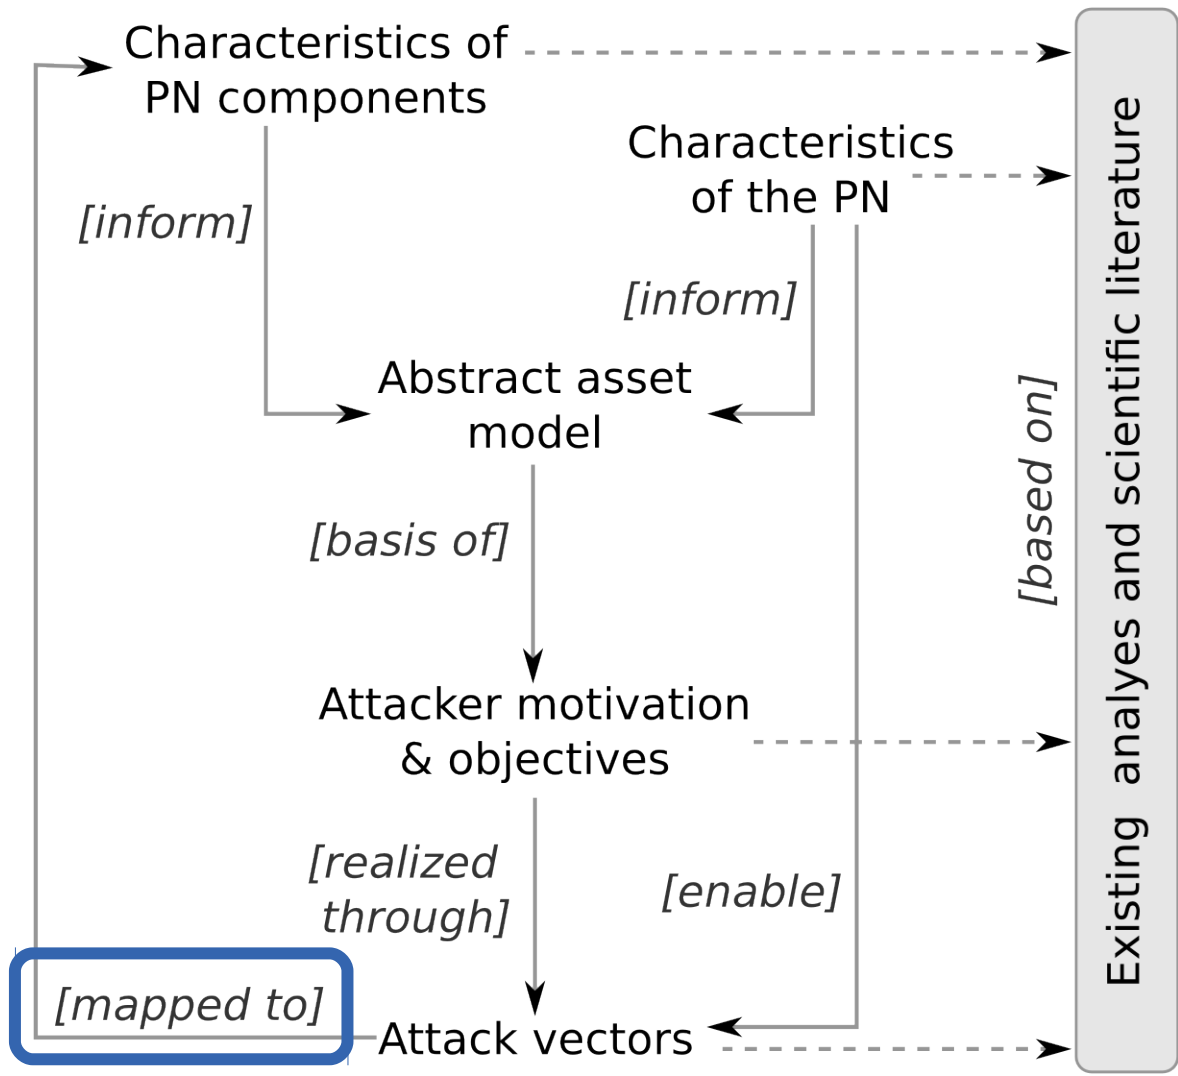 Characteristics of
PN components
Characteristics
of the PN
[inform]
[inform]
Abstract asset
model
[basis of]
[based on]
Existing analyes and scientific literature
Attacker motivation
& objectives
[realized
through]
[enable]
[mapped to]
Attack vectors